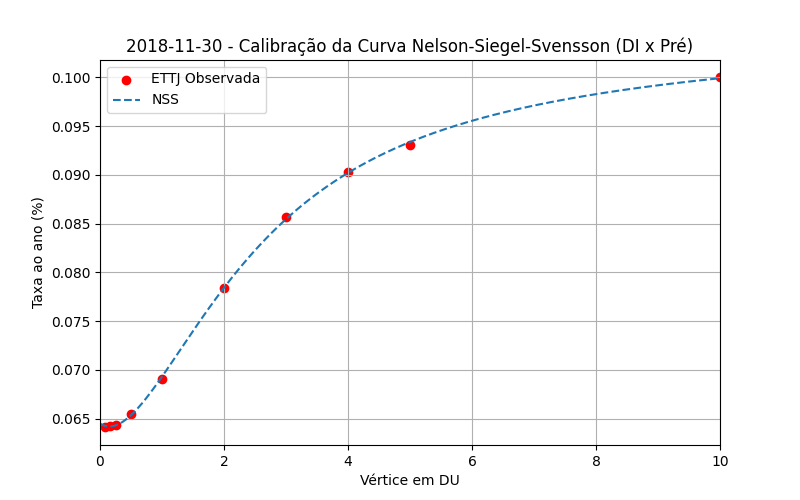 2018-11-30 - Calibração da Curva Nelson-Siegel-Svensson (DI x Pré)
ETTJ Observada
NSS
Taxa ao ano (%)
0.100
0.095
0.090
0.085
0.080
0.075
0.070
0.065
0
2
4
6
8
10
Vértice em DU